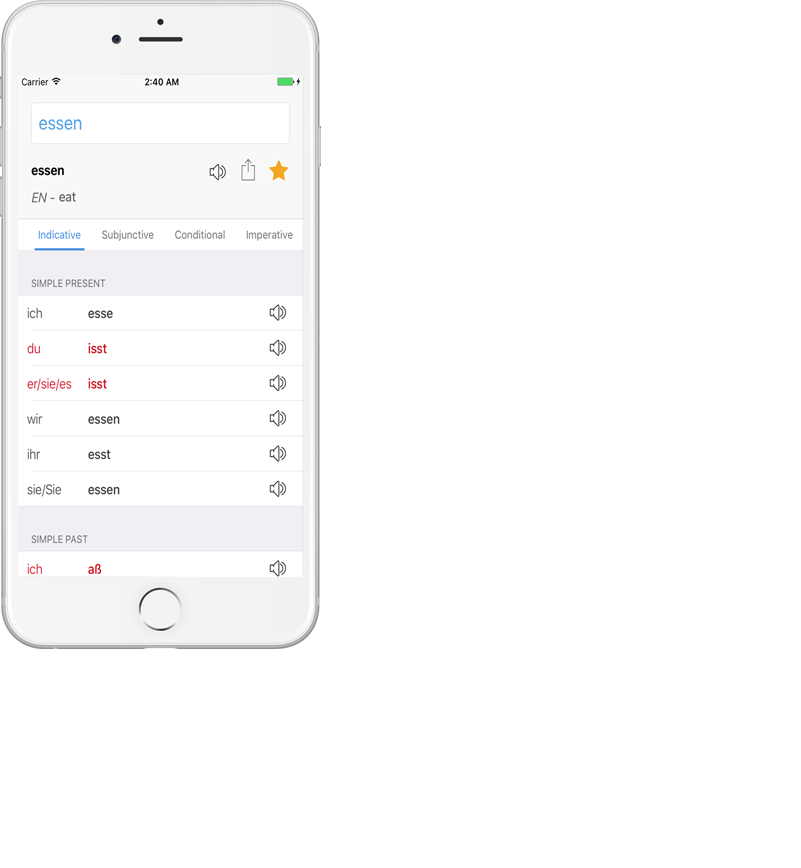 Carrier 2:40 AM
essen
essen
EN - eat
Indicative Subjunctive Conditional Imperative
SIMPLE PRESENT
ich esse
du isst
er/sie/es isst
wir essen
ihr esst
sie/Sie essen
SIMPLE PAST
ich aß